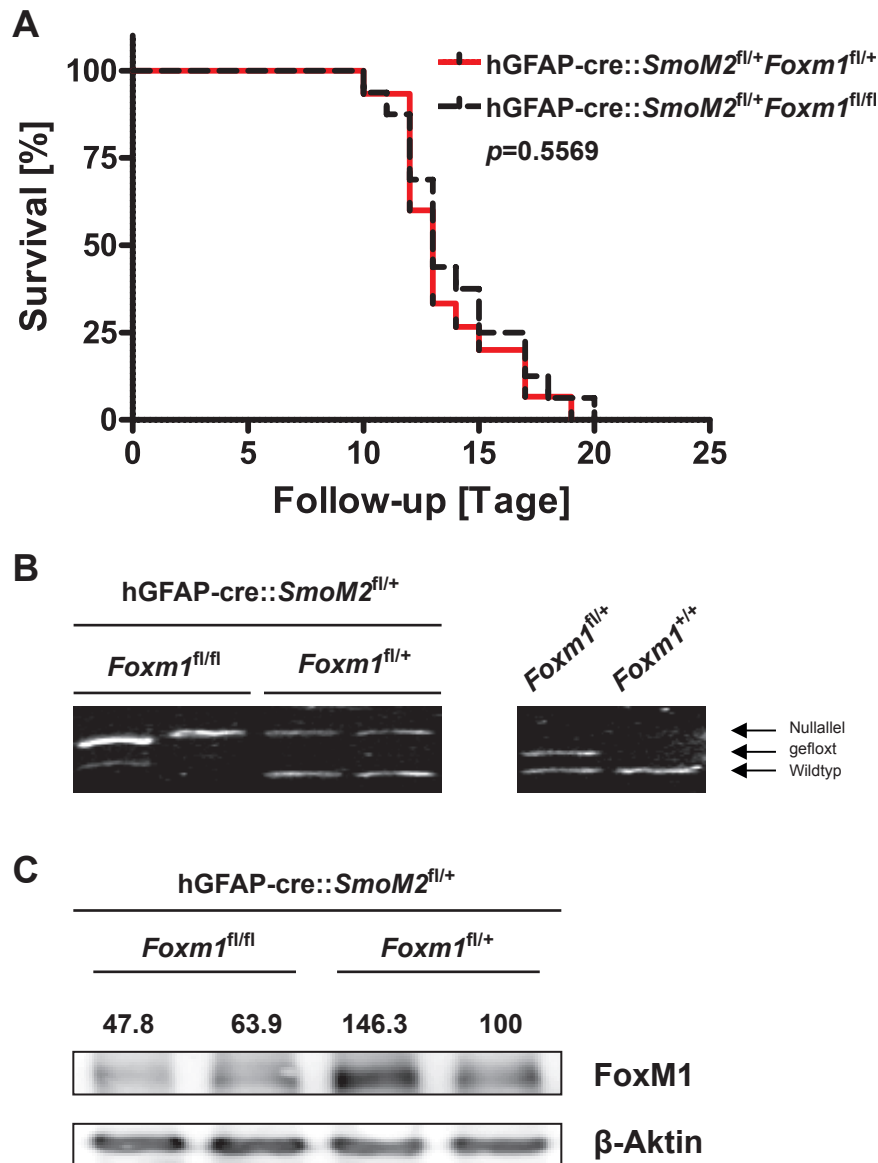 A
Survival [%]
100
75
50
25
0
0 5 10 15 20 25
Follow-up [Tage]
hGFAP-cre::SmoM2fl/+Foxm1fl/+
hGFAP-cre::SmoM2fl/+Foxm1fl/fl
p=0.5569
B
hGFAP-cre::SmoM2fl/+
Foxm1fl/fl Foxm1fl/+
Foxm1fl/+ Foxm1+/+
Nullallel
gefloxt
Wildtyp
C
hGFAP-cre::SmoM2fl/+
Foxm1fl/fl Foxm1fl/+
47.8 63.9 146.3 100
FoxM1
β-Aktin